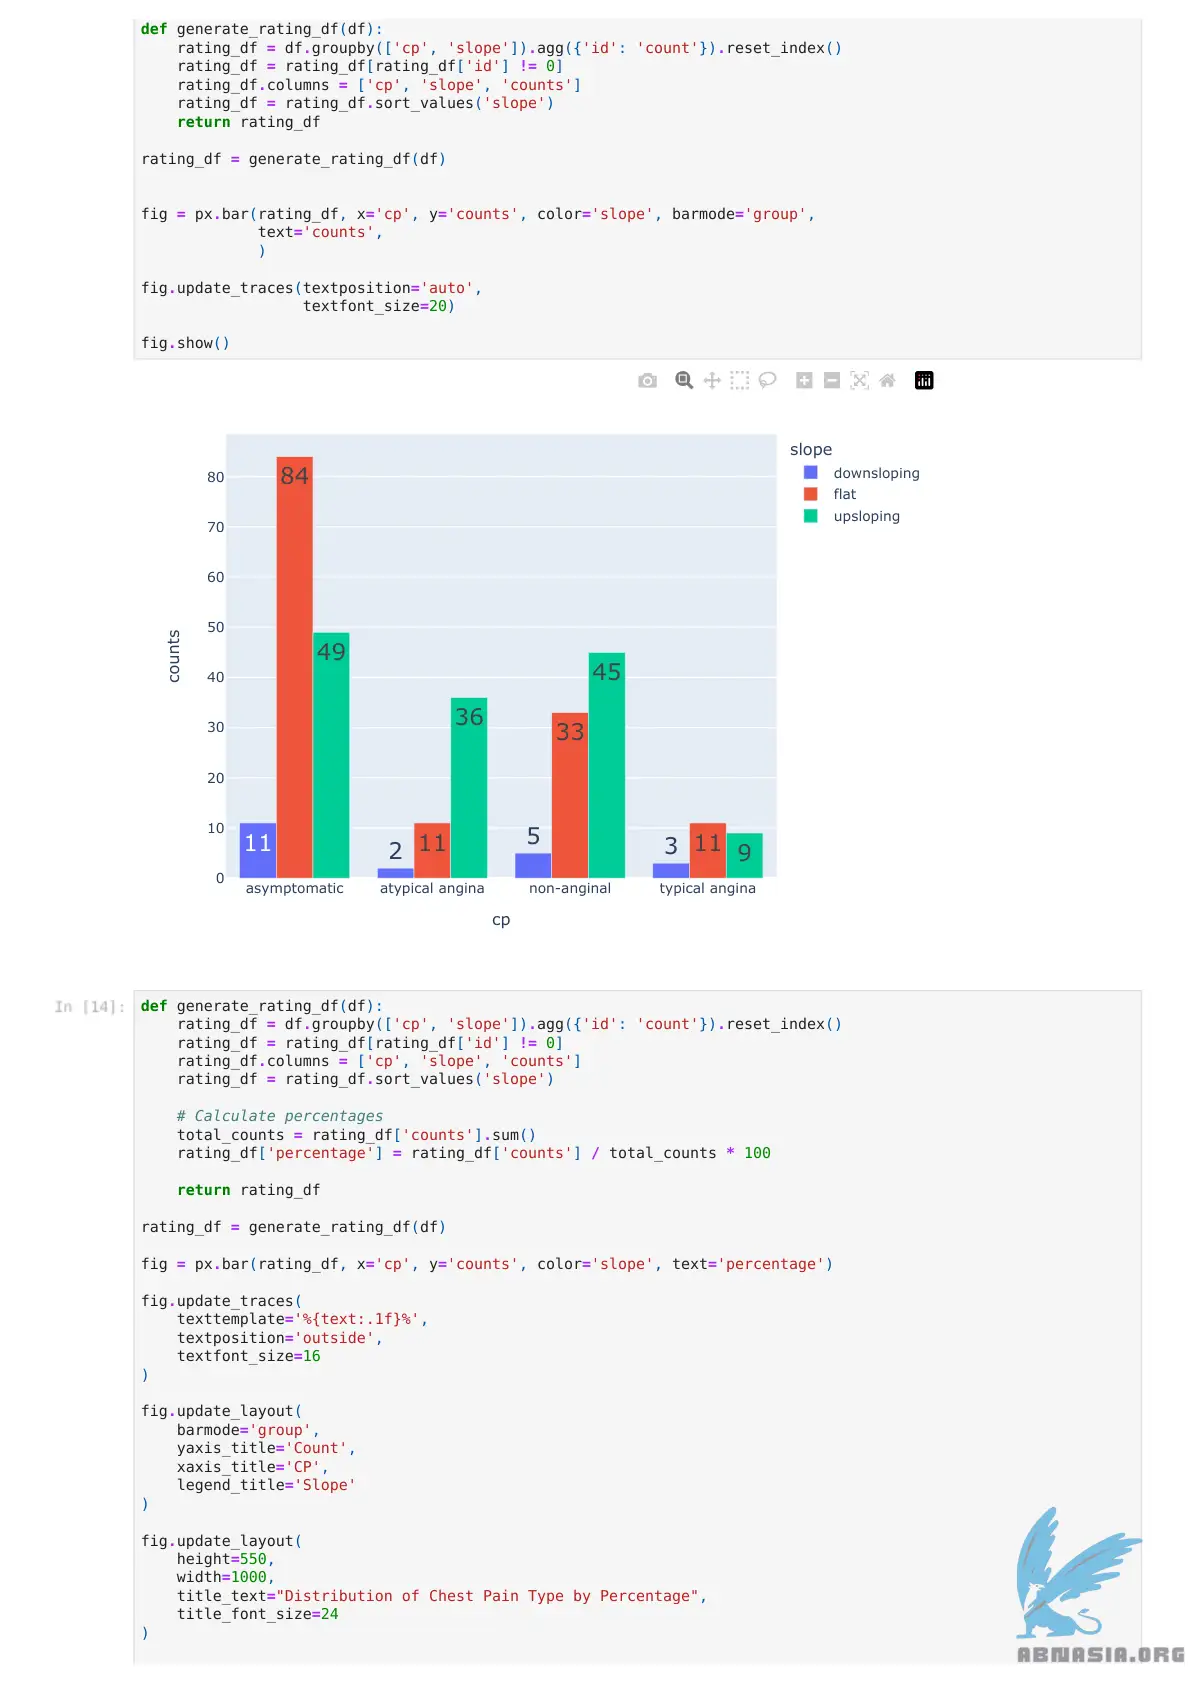 def generate_rating_df(df):
    rating_df = df.groupby(['cp', 'slope']).agg({'id': 'count'}).reset_index()
    rating_df = rating_df[rating_df['id'] != 0]
    rating_df.columns = ['cp', 'slope', 'counts']
    rating_df = rating_df.sort_values('slope')
    return rating_df
rating_df = generate_rating_df(df)
fig = px.bar(rating_df, x='cp', y='counts', color='slope', barmode='group',
             text='counts',
             )
fig.update_traces(textposition='auto',
                  textfont_size=20)
fig.show()
slope
downsloping
flat
upsloping
counts
80
70
60
50
40
30
20
10
0
11
84
49
2
11
36
5
33
45
3
11
9
asymptomatic
atypical angina
non-anginal
typical angina
cp
In [14]:
def generate_rating_df(df):
    rating_df = df.groupby(['cp', 'slope']).agg({'id': 'count'}).reset_index()
    rating_df = rating_df[rating_df['id'] != 0]
    rating_df.columns = ['cp', 'slope', 'counts']
    rating_df = rating_df.sort_values('slope')
    # Calculate percentages
    total_counts = rating_df['counts'].sum()
    rating_df['percentage'] = rating_df['counts'] / total_counts * 100
    return rating_df
rating_df = generate_rating_df(df)
fig = px.bar(rating_df, x='cp', y='counts', color='slope', text='percentage')
fig.update_traces(
    texttemplate='%{text:.1f}%',
    textposition='outside',
    textfont_size=16
)
fig.update_layout(
    barmode='group',
    yaxis_title='Count',
    xaxis_title='CP',
    legend_title='Slope'
)
fig.update_layout(
    height=550,
    width=1000,
    title_text="Distribution of Chest Pain Type by Percentage",
    title_font_size=24
)
ABNASIA.ORG